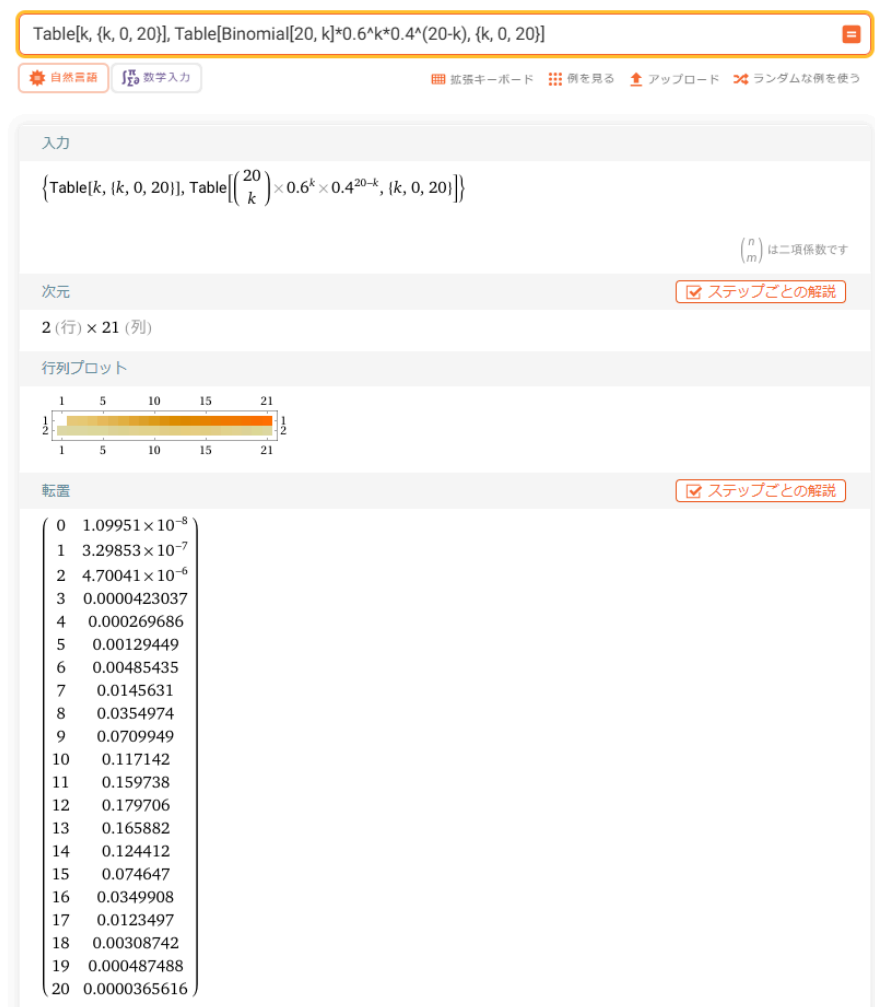 Table[k, {k, 0, 20}], Table[Binomial[20, k]*0.6^k*0.4^(20-k), {k, 0, 20}]
自然言語 数学入力 拡張キーボード 例を見る アップロード ランダムな例を使う
入力
{Table[k, {k, 0, 20}], Table[(20 k)×0.6^k×0.4^(20-k), {k, 0, 20}]}
(n m) は二項係数です
次元 ステップごとの解説
2 (行) × 21 (列)
行列プロット
1 5 10 15 21
1 1
2 2
1 5 10 15 21
転置 ステップごとの解説
0 1.09951×10⁻⁸
1 3.29853×10⁻⁷
2 4.70041×10⁻⁶
3 0.0000423037
4 0.000269686
5 0.00129449
6 0.00485435
7 0.0145631
8 0.0354974
9 0.0709949
10 0.117142
11 0.159738
12 0.179706
13 0.165882
14 0.124412
15 0.074647
16 0.0349908
17 0.0123497
18 0.00308742
19 0.000487488
20 0.0000365616